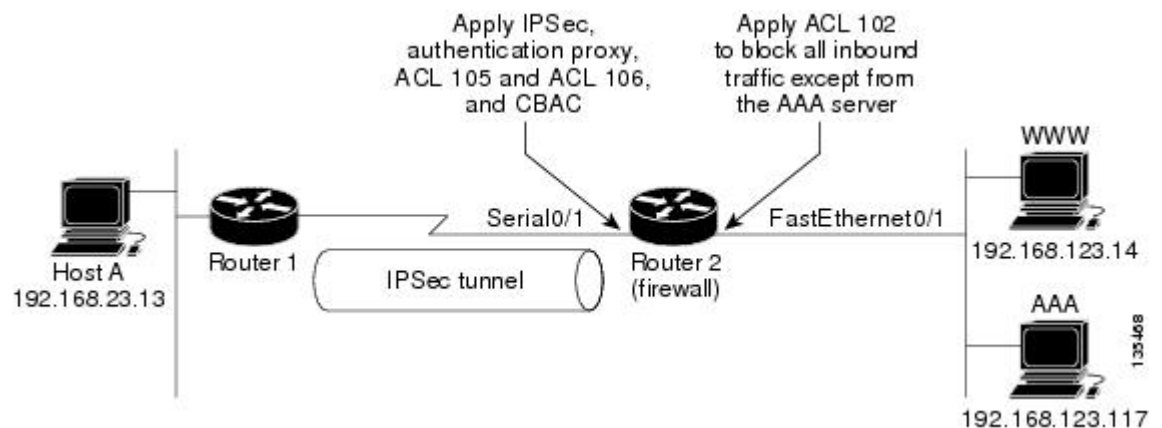 Apply IPSec,
authentication proxy,
ACL 105 and ACL 106,
and CBAC
Apply ACL 102
to block all inbound
traffic except from
the AAA server
WWW
Serial0/1
FastEthernet0/1
192.168.123.14
Host A
192.168.23.13
Router 1
IPSec tunnel
Router 2
(firewall)
AAA
192.168.123.117
135468